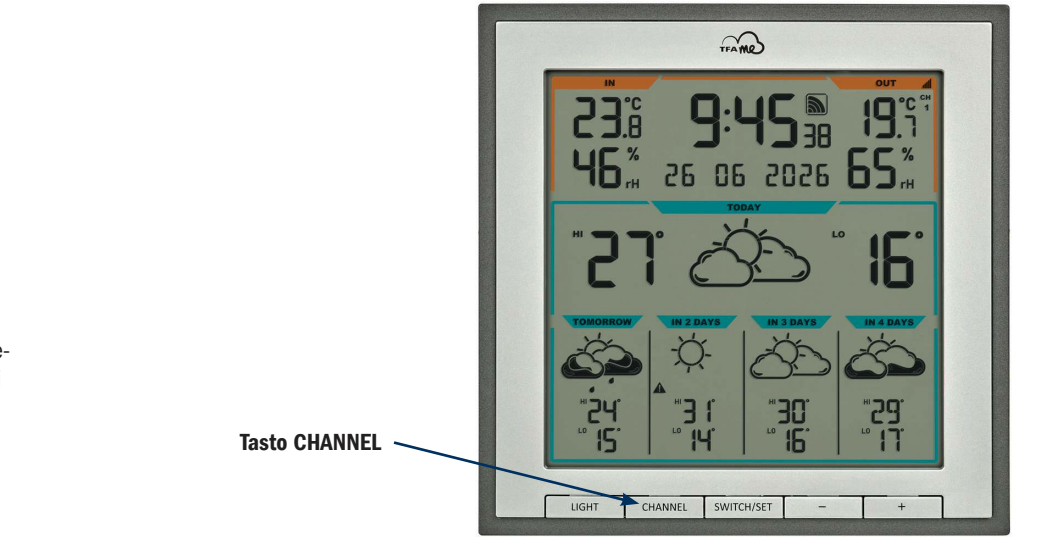 TFA me
IN OUT
23.8 °C 9:45 38 19.7 °C CH 1
46 % rH 26 06 2026 65 % rH
TODAY
HI 27° LO 16°
TOMORROW IN 2 DAYS IN 3 DAYS IN 4 DAYS
HI 24° HI 31° HI 30° HI 29°
LO 15° LO 14° LO 16° LO 17°
e-
Tasto CHANNEL
LIGHT CHANNEL SWITCH/SET – +